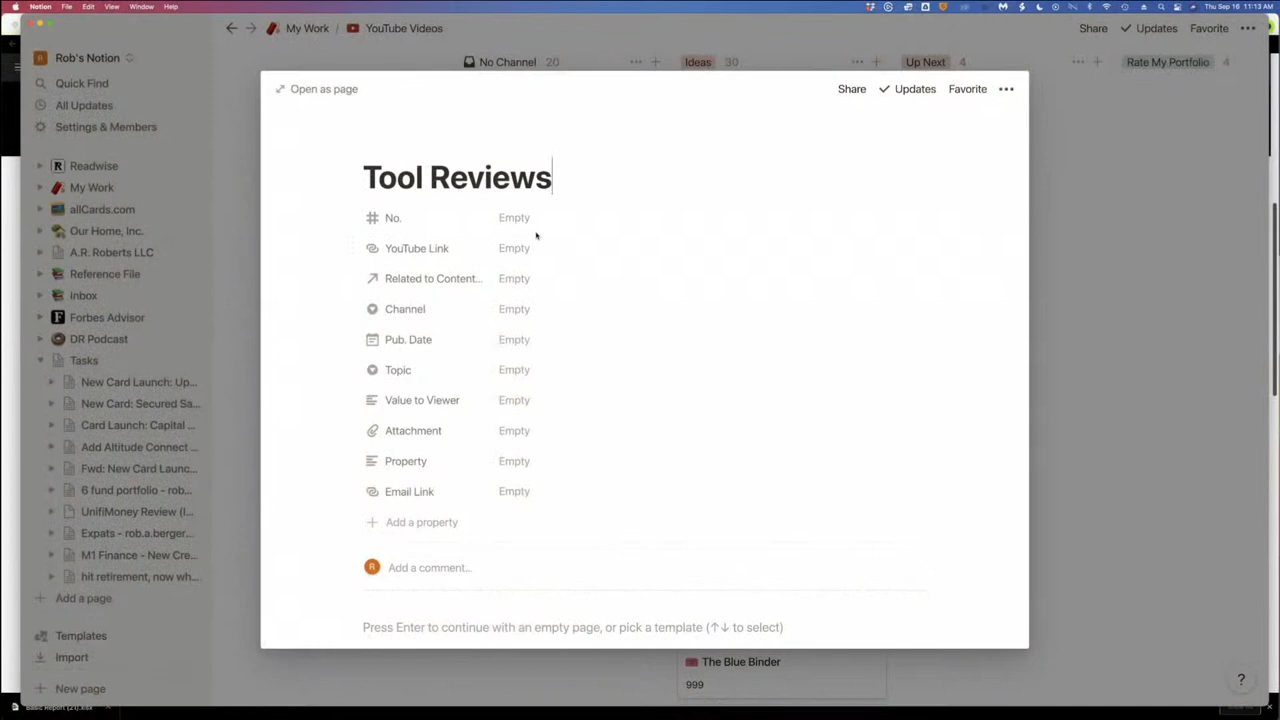 Notion File Edit View Window Help
Thu Sep 16 11:13 AM
My Work / YouTube Videos
Share Updates Favorite
Rob's Notion
Quick Find
All Updates
Settings & Members
Readwise
My Work
allCards.com
Our Home, Inc.
A.R. Roberts LLC
Reference File
Inbox
Forbes Advisor
DR Podcast
Tasks
New Card Launch: Up...
New Card: Secured Sa...
Card Launch: Capital ...
Add Altitude Connect ...
Fwd: New Card Launc...
6 fund portfolio - rob...
UnifiMoney Review (I...
Expats - rob.a.berger...
M1 Finance - New Cre...
hit retirement, now wh...
Add a page
Templates
Import
New page
No Channel 20
Ideas 30
Up Next 4
Rate My Portfolio 4
Open as page
Share Updates Favorite
Tool Reviews
No. Empty
YouTube Link Empty
Related to Content... Empty
Channel Empty
Pub. Date Empty
Topic Empty
Value to Viewer Empty
Attachment Empty
Property Empty
Email Link Empty
Add a property
R Add a comment...
Press Enter to continue with an empty page, or pick a template (↑↓ to select)
The Blue Binder
999
?
Basic Report (21).xlsx